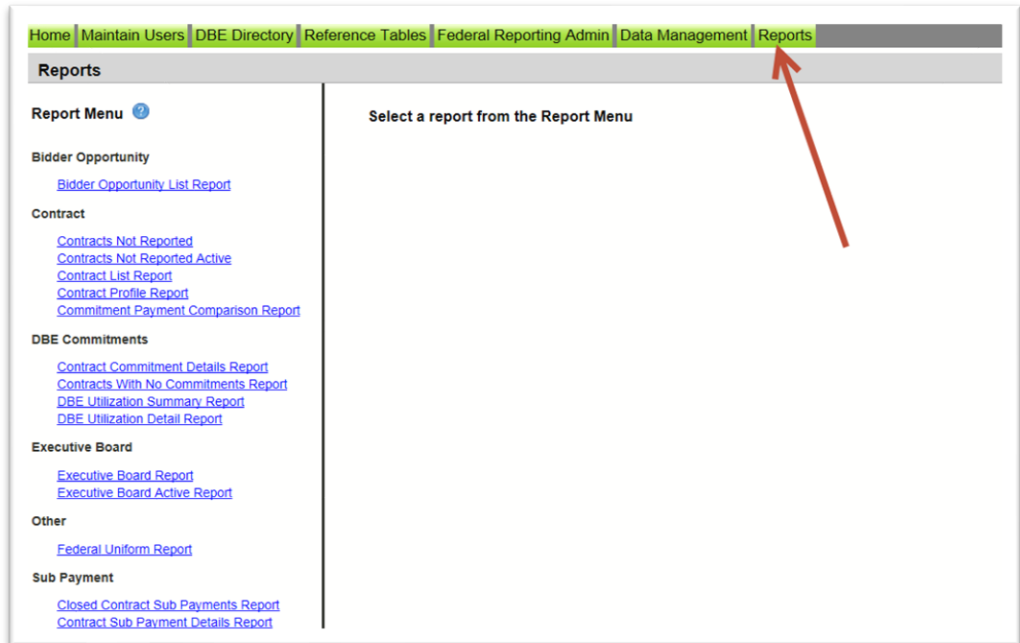 Home Maintain Users DBE Directory Reference Tables Federal Reporting Admin Data Management Reports
Reports
Report Menu ?
Select a report from the Report Menu
Bidder Opportunity
Bidder Opportunity List Report
Contract
Contracts Not Reported
Contracts Not Reported Active
Contract List Report
Contract Profile Report
Commitment Payment Comparison Report
DBE Commitments
Contract Commitment Details Report
Contracts With No Commitments Report
DBE Utilization Summary Report
DBE Utilization Detail Report
Executive Board
Executive Board Report
Executive Board Active Report
Other
Federal Uniform Report
Sub Payment
Closed Contract Sub Payments Report
Contract Sub Payment Details Report